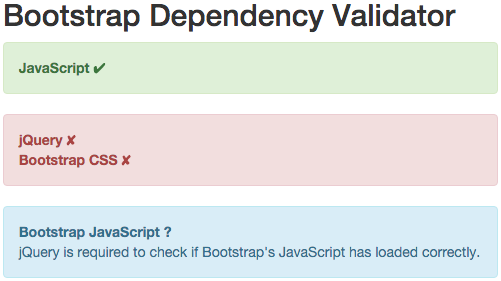 Bootstrap Dependency Validator
JavaScript ✔
jQuery ✘
Bootstrap CSS ✘
Bootstrap JavaScript ?
jQuery is required to check if Bootstrap's JavaScript has loaded correctly.